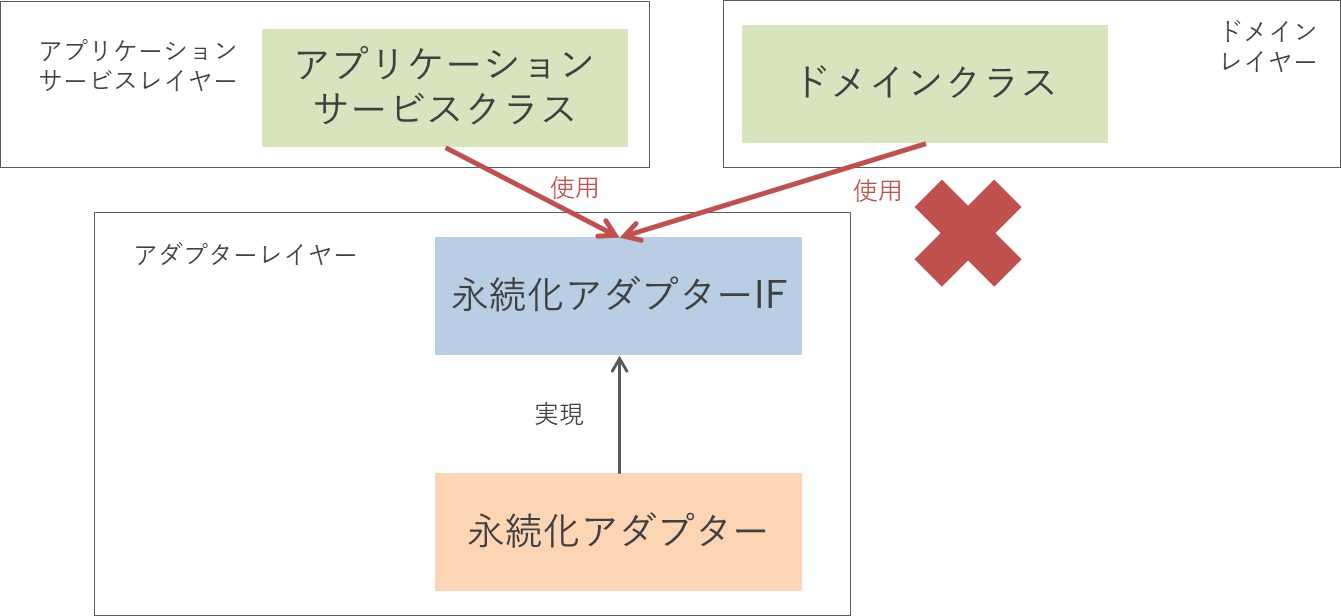 アプリケーション
サービスレイヤー
アプリケーション
サービスクラス
ドメインクラス
ドメイン
レイヤー
使用
使用
アダプターレイヤー
永続化アダプターIF
実現
永続化アダプター